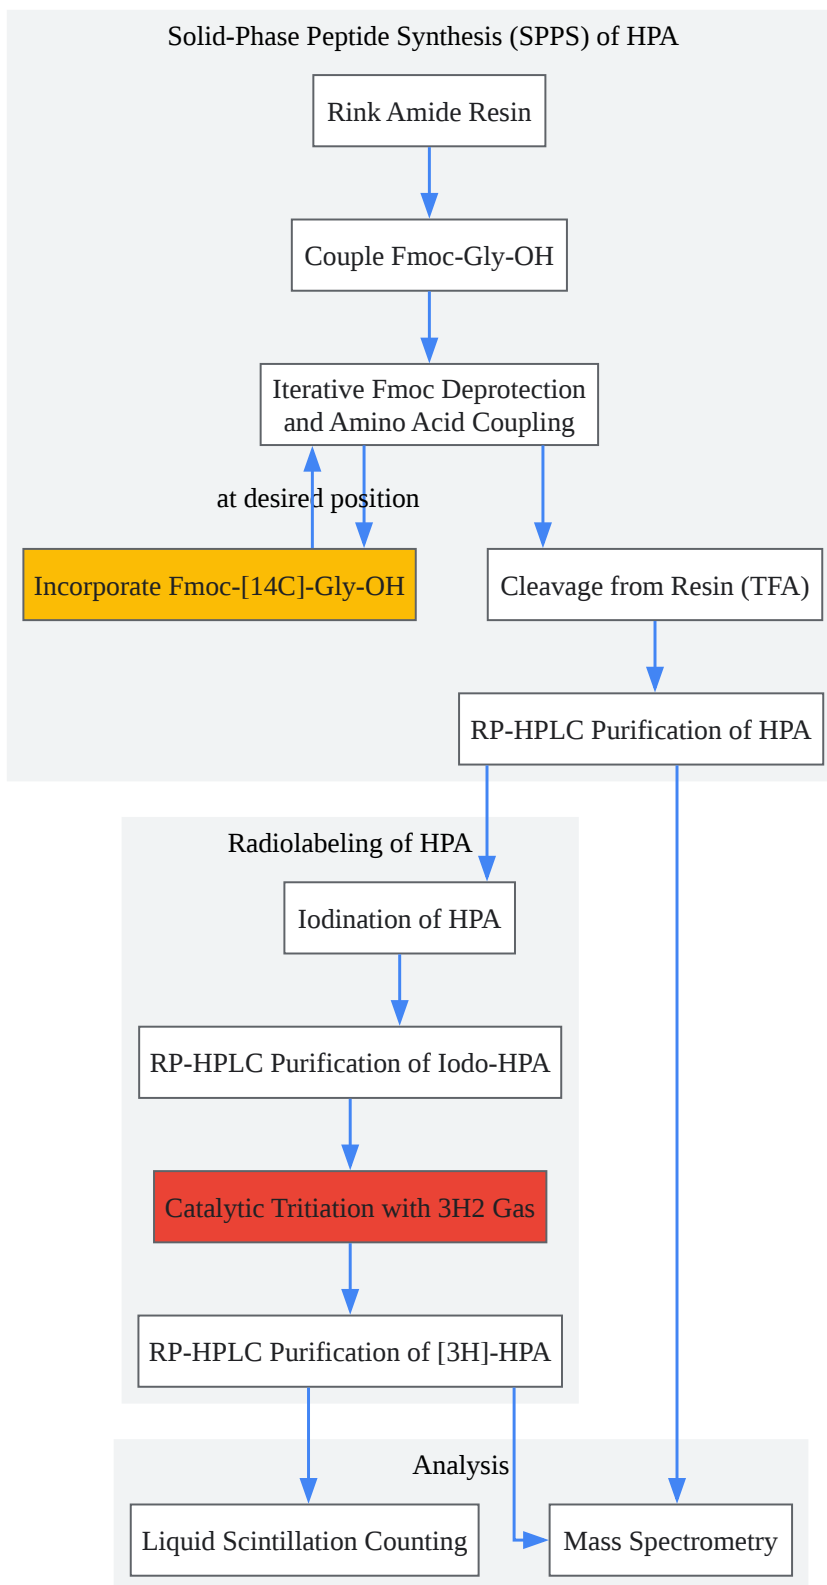 Solid-Phase Peptide Synthesis (SPPS) of HPA
Rink Amide Resin
Couple Fmoc-Gly-OH
Iterative Fmoc Deprotection
and Amino Acid Coupling
at desired position
Incorporate Fmoc-[14C]-Gly-OH
Cleavage from Resin (TFA)
RP-HPLC Purification of HPA
Radiolabeling of HPA
Iodination of HPA
RP-HPLC Purification of Iodo-HPA
Catalytic Tritiation with 3H2 Gas
RP-HPLC Purification of [3H]-HPA
Analysis
Liquid Scintillation Counting
Mass Spectrometry